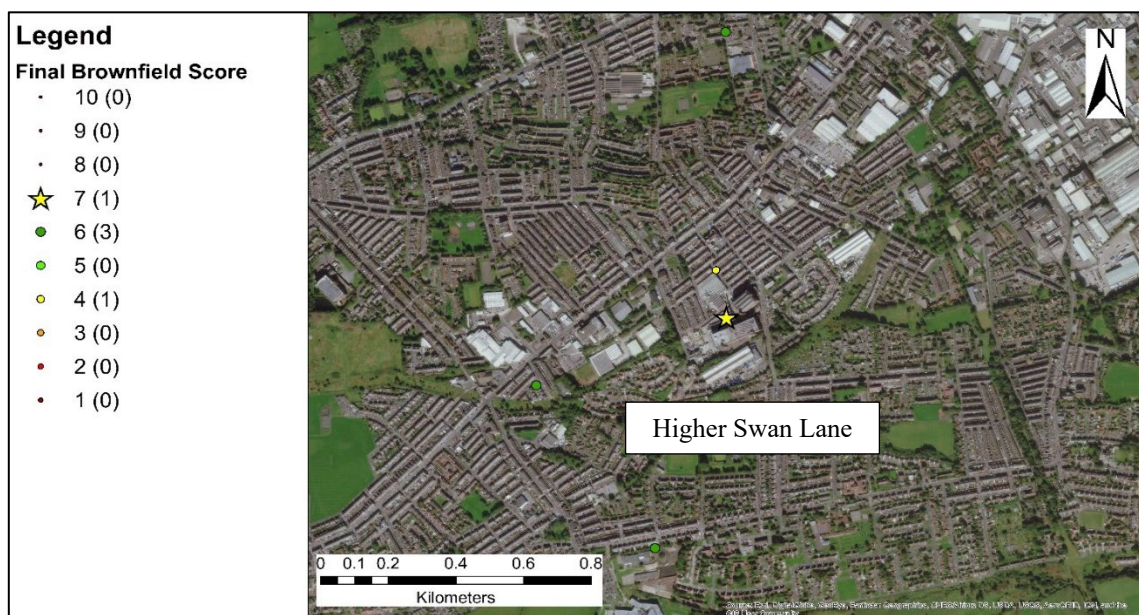 Legend
Final Brownfield Score
10 (0)
9 (0)
8 (0)
7 (1)
6 (3)
5 (0)
4 (1)
3 (0)
2 (0)
1 (0)
N
Higher Swan Lane
0 0.1 0.2 0.4 0.6 0.8
Kilometers